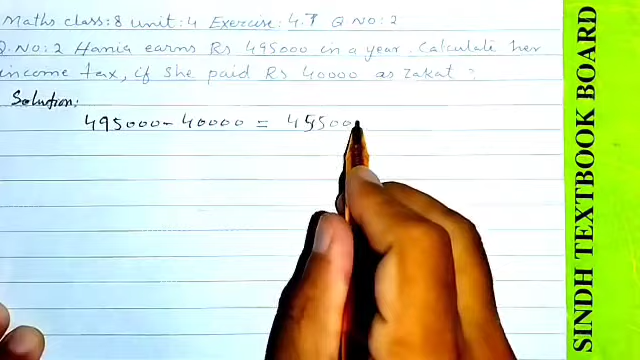 Maths class: 8 Unit: 4 Exercise: 4.7 Q No: 2
Q. No: 2 Hania earns Rs 495000 in a year. Calculate her
income tax, if she paid Rs 40000 as Zakat?
Solution:
495000 - 40000 = 45500
SINDH TEXTBOOK BOARD